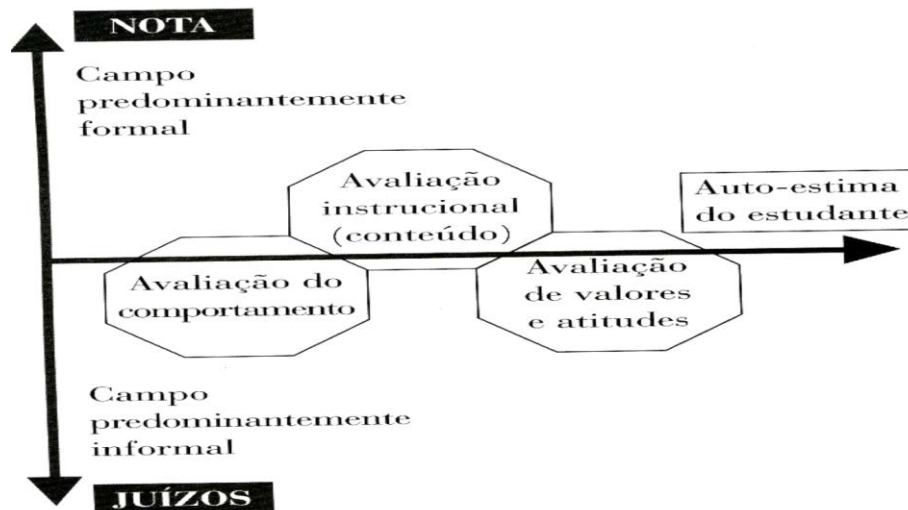 NOTA
Campo
predominantemente
formal
Avaliação
instrucional
(conteúdo)
Auto-estima
do estudante
Avaliação do
comportamento
Avaliação
de valores
e atitudes
Campo
predominantemente
informal
JUÍZOS